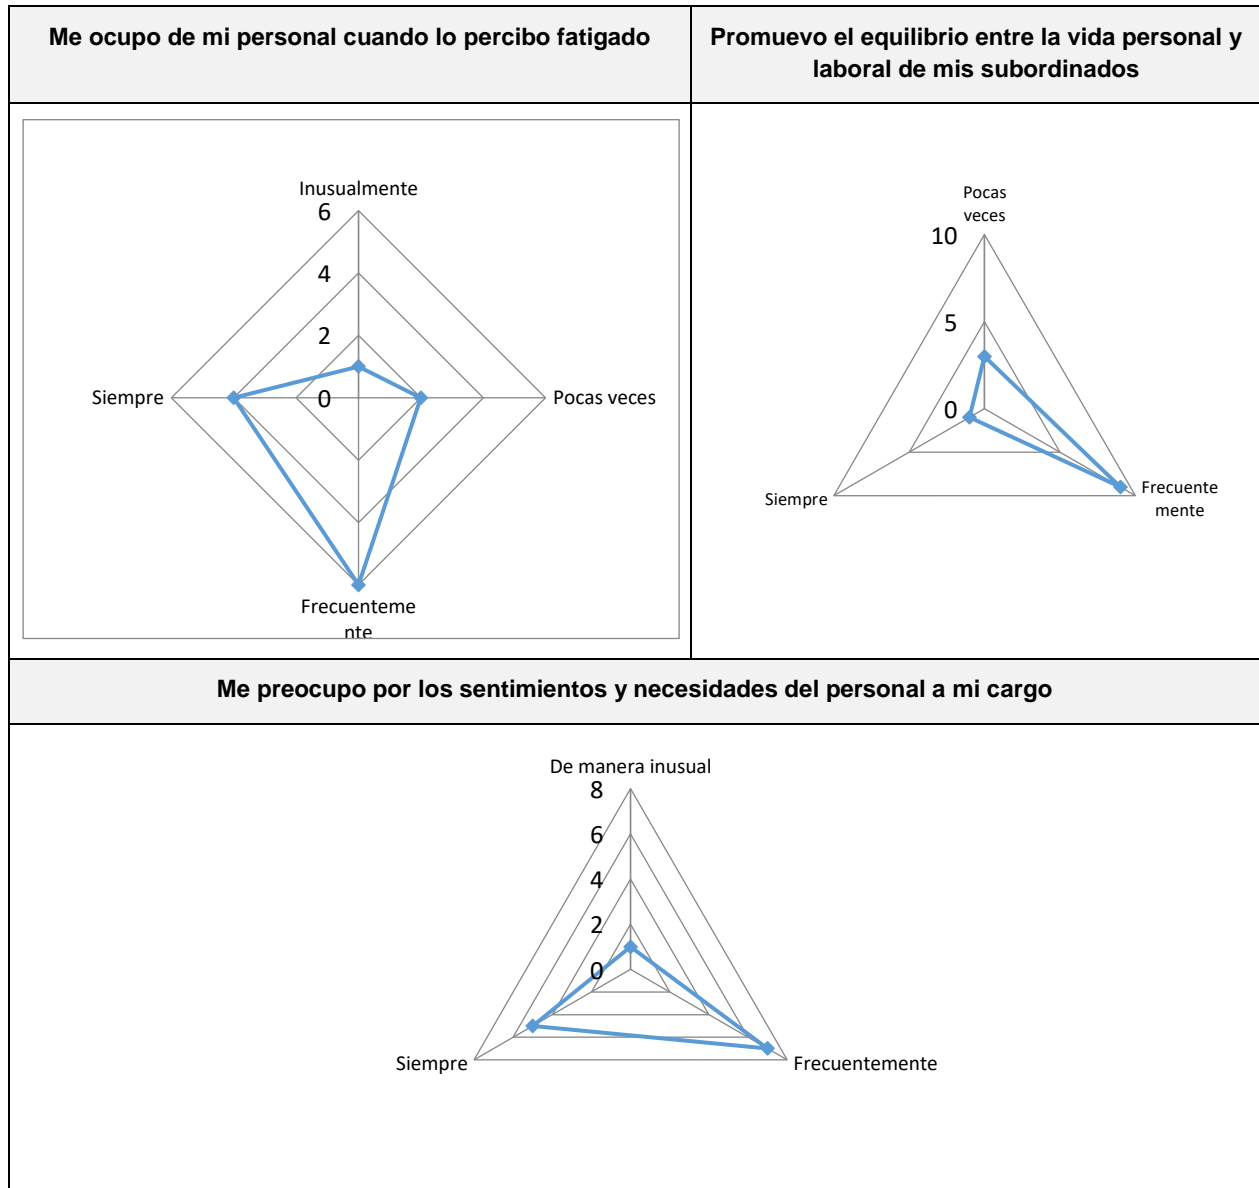 Me ocupo de mi personal cuando lo percibo fatigado
Promuevo el equilibrio entre la vida personal y
laboral de mis subordinados
Inusualmente
6
4
2
0
Siempre
Pocas veces
Frecuenteme
nte
Pocas
veces
10
5
0
Siempre
Frecuente
mente
Me preocupo por los sentimientos y necesidades del personal a mi cargo
De manera inusual
8
6
4
2
0
Siempre
Frecuentemente